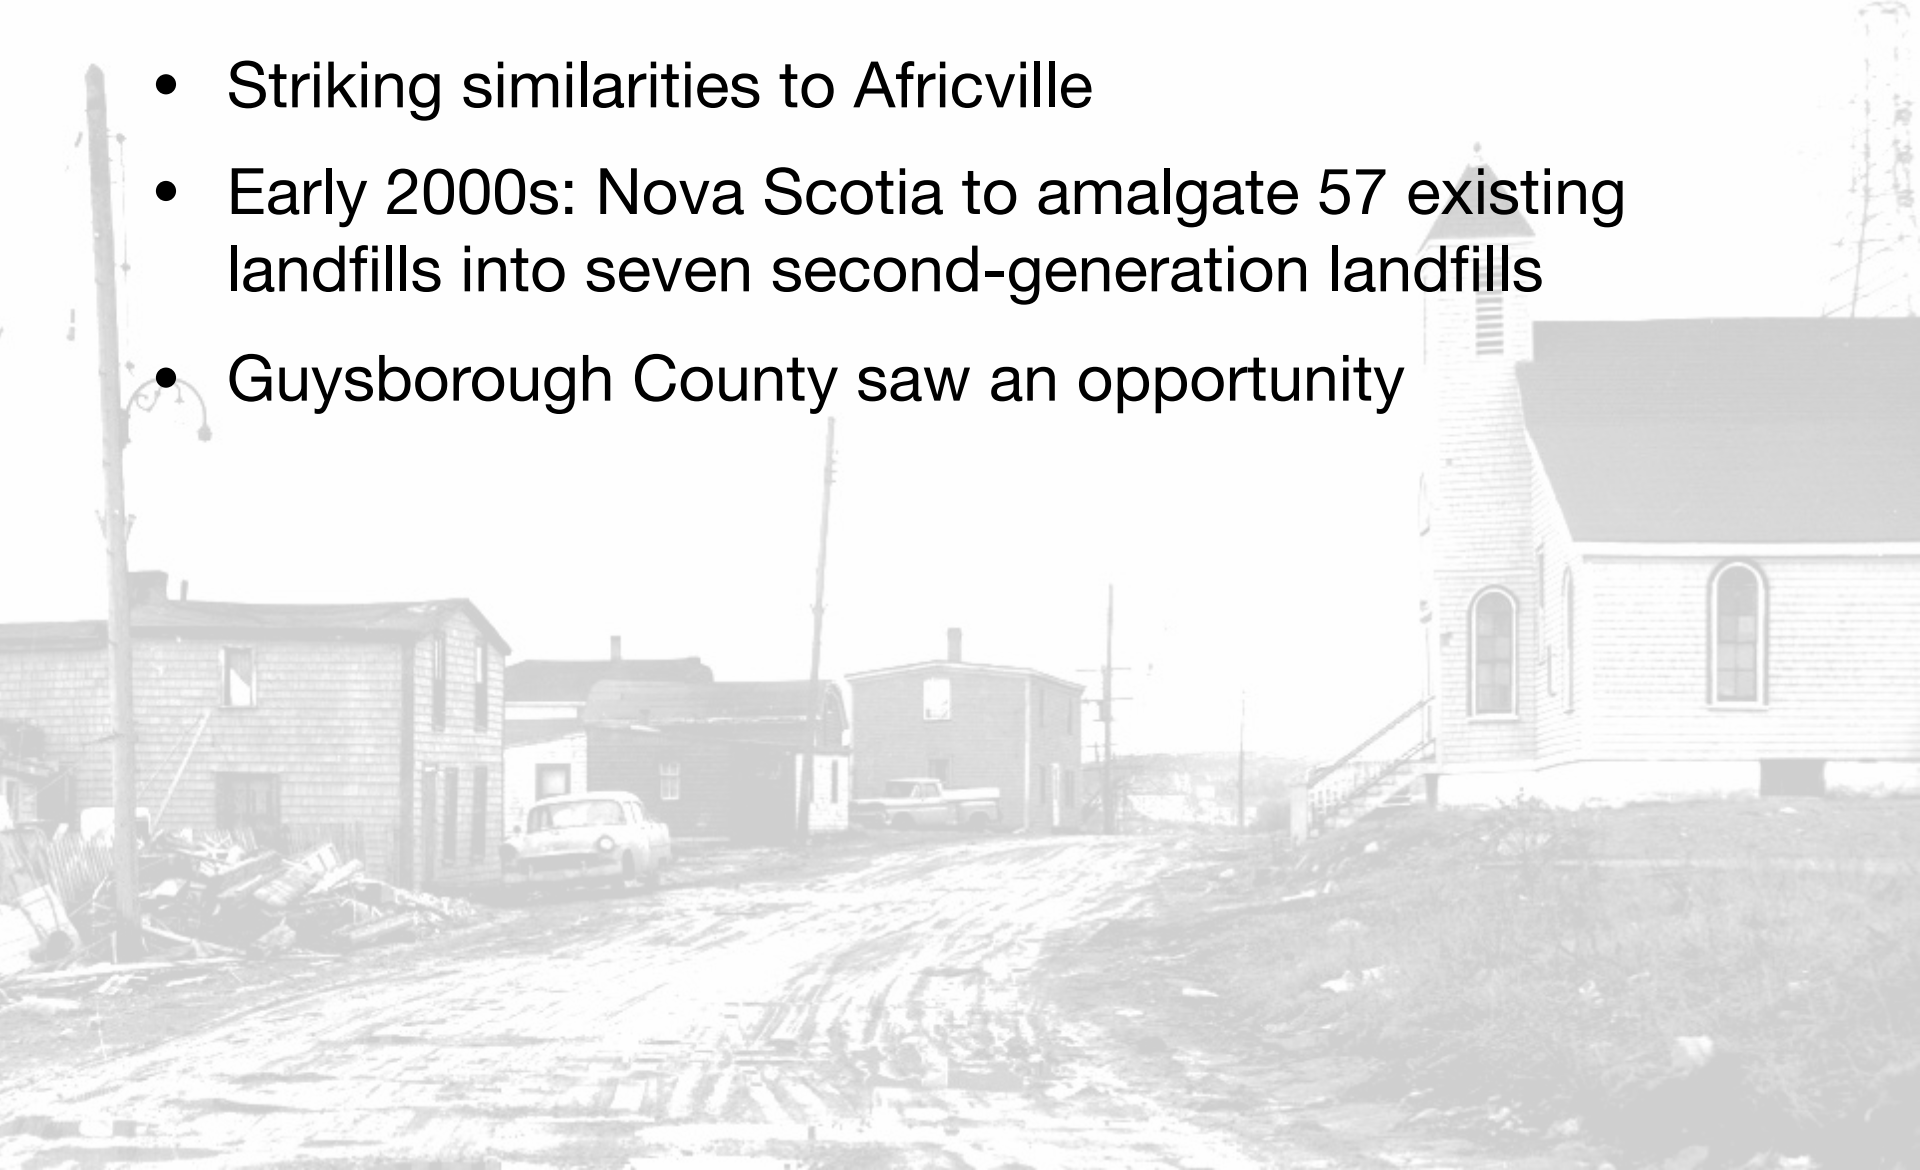 • Striking similarities to Africville
• Early 2000s: Nova Scotia to amalgate 57 existing
landfills into seven second-generation landfills
• Guysborough County saw an opportunity